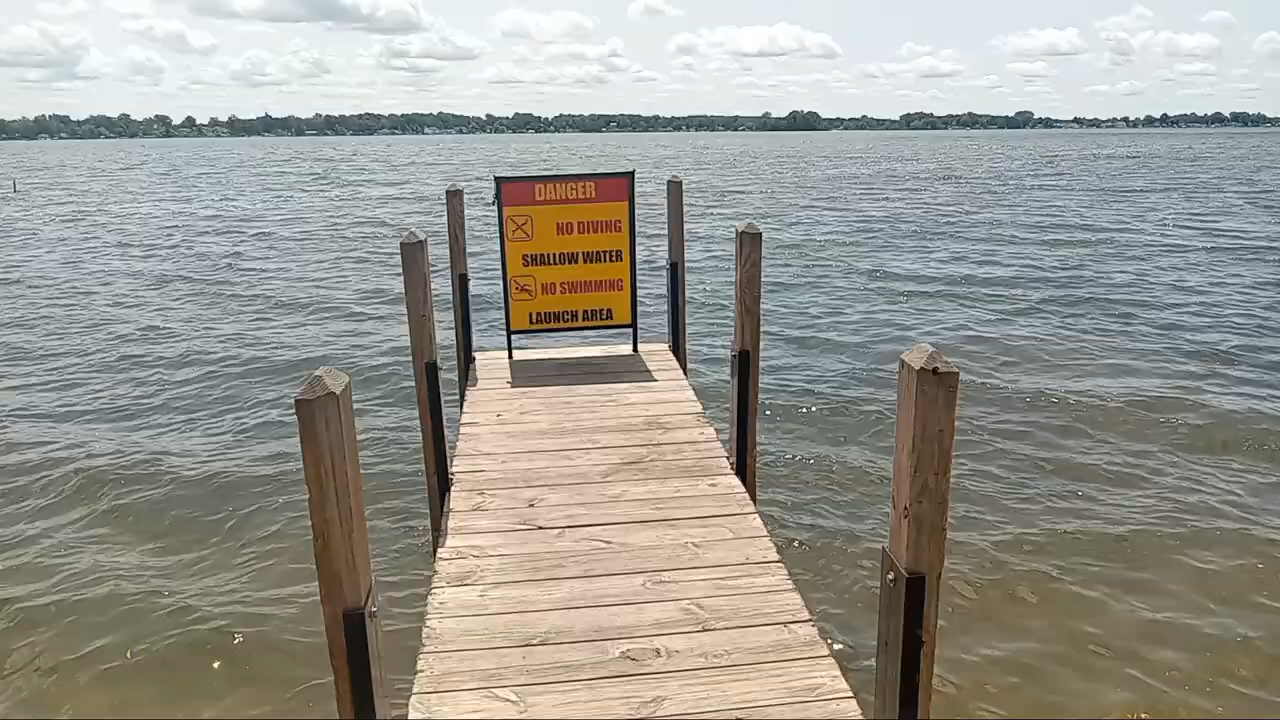 DANGER
NO DIVING
SHALLOW WATER
NO SWIMMING
LAUNCH AREA